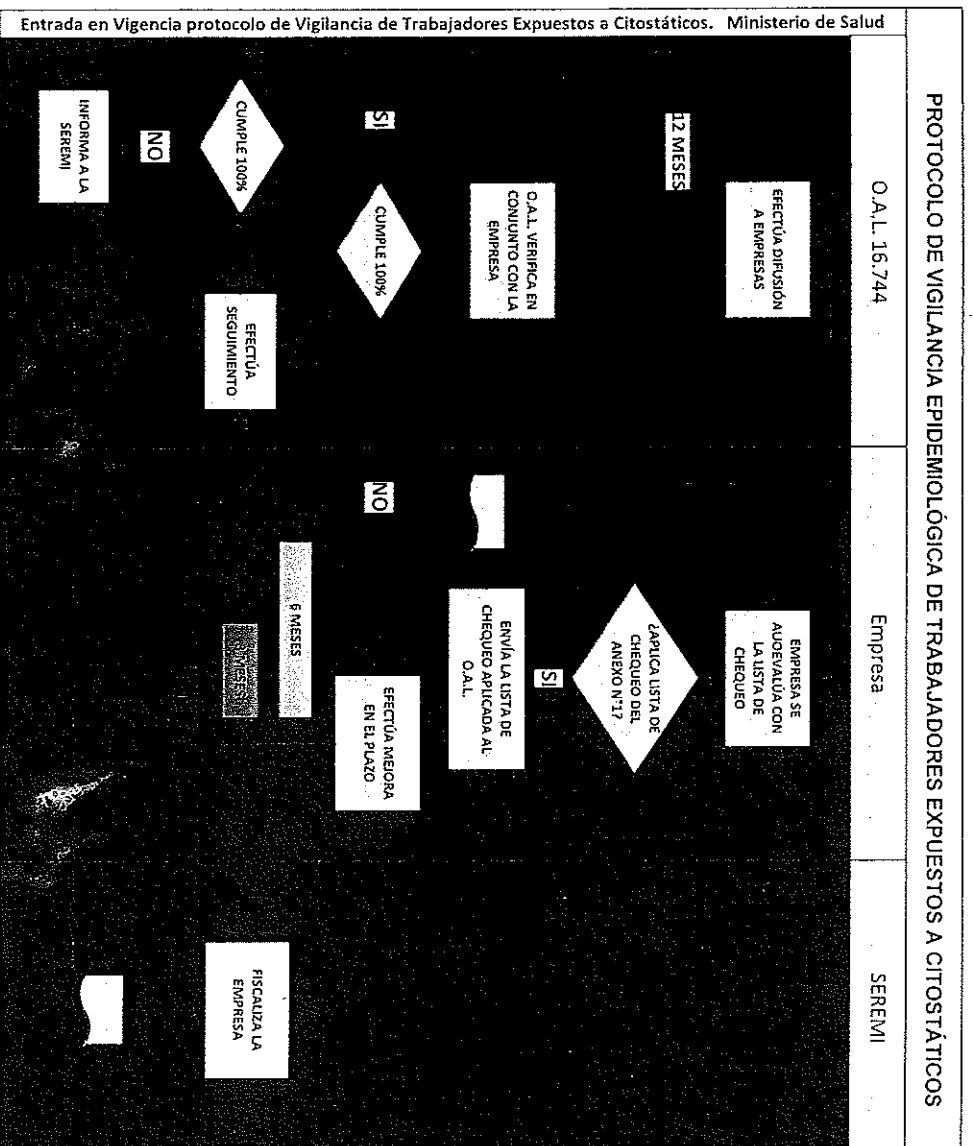 PROTOCOLO DE VIGILANCIA EPIDEMIOLÓGICA DE TRABAJADORES EXPUESTOS A CITOSTÁTICOS
O.A.L. 16.744
Empresa
SEREMI
Entrada en Vigencia protocolo de Vigilancia de Trabajadores Expuestos a Citostáticos. Ministerio de Salud
EFECTÚA DIFUSIÓN
A EMPRESAS
12 MESES
O.A.L. VERIFICA EN
CONJUNTO CON LA
EMPRESA
SI
CUMPLE 100%
CUMPLE 100%
EFECTÚA
SEGUIMIENTO
NO
INFORMA A LA
SEREMI
EMPRESA SE
AUOEVALÚA CON
LA LISTA DE
CHEQUEO
¿APLICA LISTA DE
CHEQUEO DEL
ANEXO N°1?
SI
ENVÍA LA LISTA DE
CHEQUEO APLICADA AL
O.A.L.
NO
EFECTÚA MEJORA
EN EL PLAZO
6 MESES
MESES
FISCALIZA LA
EMPRESA